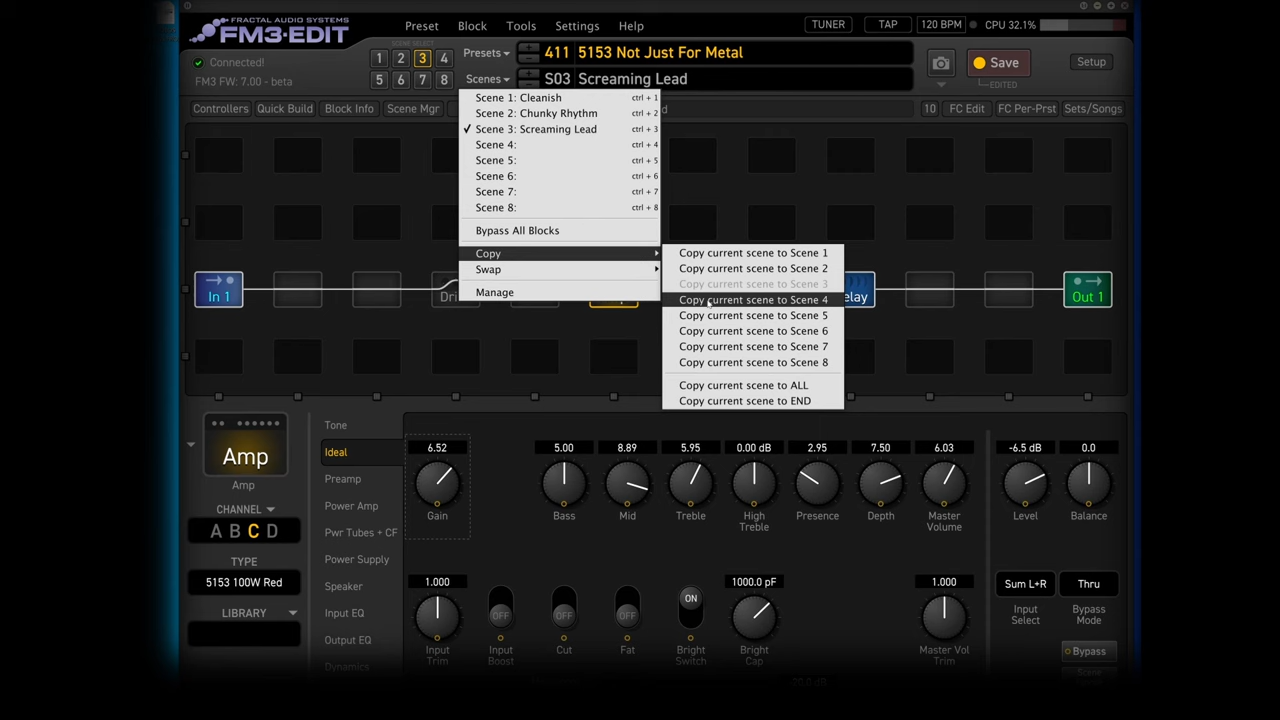 FRACTAL AUDIO SYSTEMS
FM3-EDIT
Preset Block Tools Settings Help
TUNER TAP 120 BPM CPU 32.1%
Connected!
FM3 FW: 7.00 - beta
SCENE SELECT
1 2 3 4
5 6 7 8
Presets 411 5153 Not Just For Metal
Scenes S03 Screaming Lead
Save
EDITED
Setup
Controllers Quick Build Block Info Scene Mgr 10 FC Edit FC Per-Prst Sets/Songs
Scene 1: Cleanish ctrl + 1
Scene 2: Chunky Rhythm ctrl + 2
Scene 3: Screaming Lead ctrl + 3
Scene 4: ctrl + 4
Scene 5: ctrl + 5
Scene 6: ctrl + 6
Scene 7: ctrl + 7
Scene 8: ctrl + 8
Bypass All Blocks
Copy
Swap
Manage
Copy current scene to Scene 1
Copy current scene to Scene 2
Copy current scene to Scene 3
Copy current scene to Scene 4
Copy current scene to Scene 5
Copy current scene to Scene 6
Copy current scene to Scene 7
Copy current scene to Scene 8
Copy current scene to ALL
Copy current scene to END
In 1 Dri elay Out 1
Amp
Amp
CHANNEL
A B C D
TYPE
5153 100W Red
LIBRARY
Tone
Ideal
Preamp
Power Amp
Pwr Tubes + CF
Power Supply
Speaker
Input EQ
Output EQ
Dynamics
6.52 5.00 8.89 5.95 0.00 dB 2.95 7.50 6.03 -6.5 dB 0.0
Gain Bass Mid Treble High Treble Presence Depth Master Volume Level Balance
1.000 1000.0 pF 1.000
OFF OFF OFF ON
Sum L+R Thru
Input Trim Input Boost Cut Fat Bright Switch Bright Cap Master Vol Trim
Input Select Bypass Mode
Bypass
20.0 dB